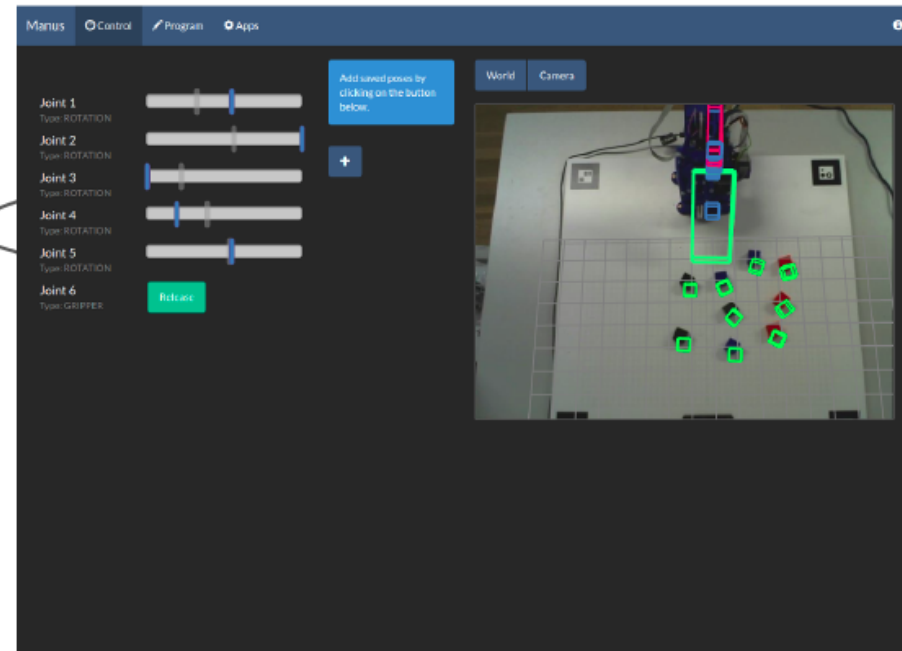 Manus Control Program Apps
Add saved poses by
clicking on the button
below.
World Camera
Joint 1
Type: ROTATION
Joint 2
Type: ROTATION
Joint 3
Type: ROTATION
Joint 4
Type: ROTATION
Joint 5
Type: ROTATION
Joint 6
Type: GRIPPER
Release
+